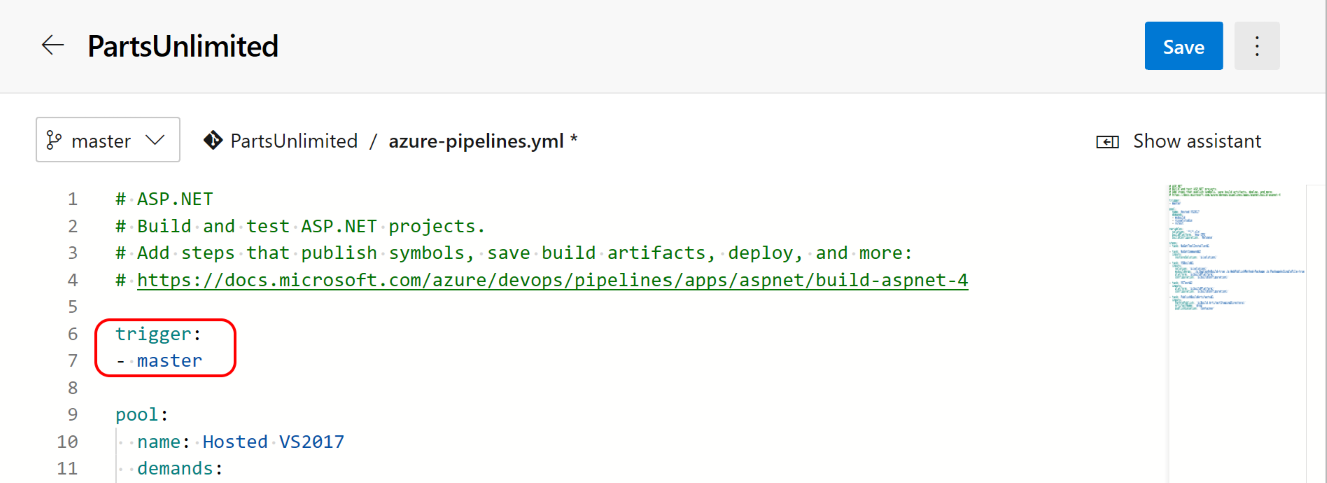 PartsUnlimited
Save
master
PartsUnlimited / azure-pipelines.yml *
Show assistant
1 # ASP.NET
2 # Build and test ASP.NET projects.
3 # Add steps that publish symbols, save build artifacts, deploy, and more:
4 # https://docs.microsoft.com/azure/devops/pipelines/apps/aspnet/build-aspnet-4
5
6 trigger:
7 - master
8
9 pool:
10 name: Hosted VS2017
11 demands: